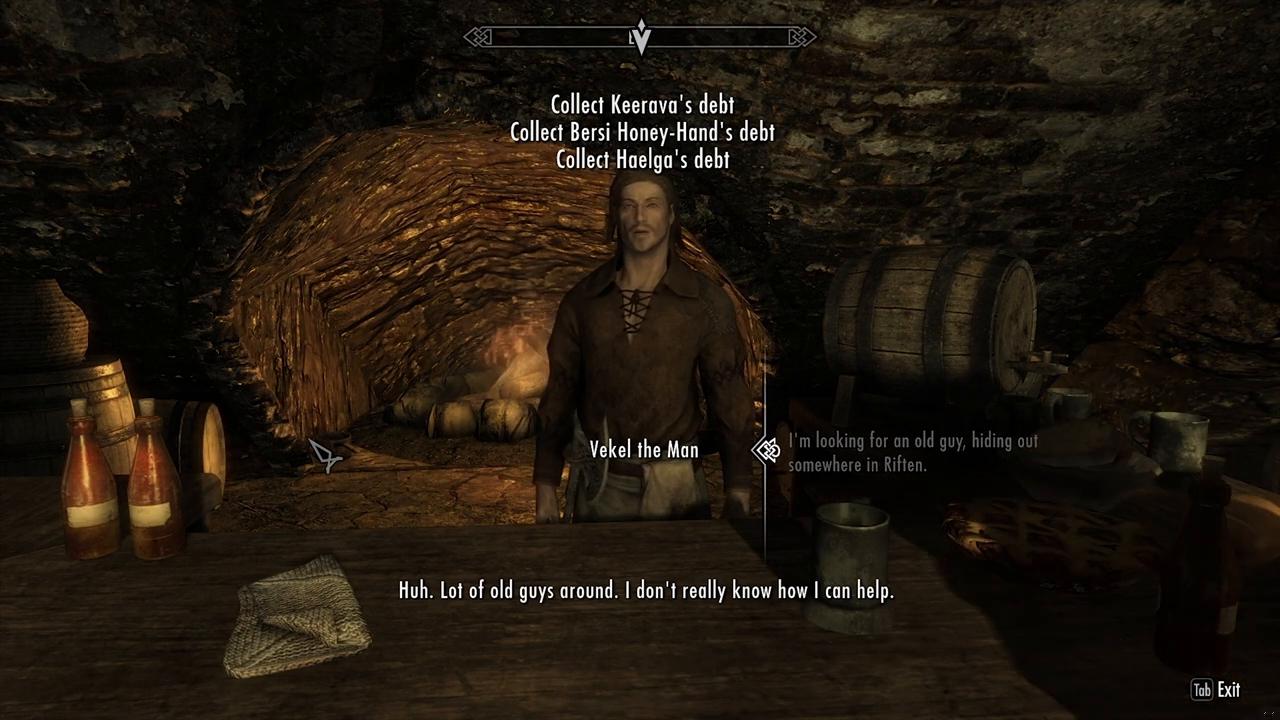 Collect Keerava's debt
Collect Bersi Honey-Hand's debt
Collect Haelga's debt
Vekel the Man
I'm looking for an old guy, hiding out
somewhere in Riften.
Huh. Lot of old guys around. I don't really know how I can help.
Tab Exit